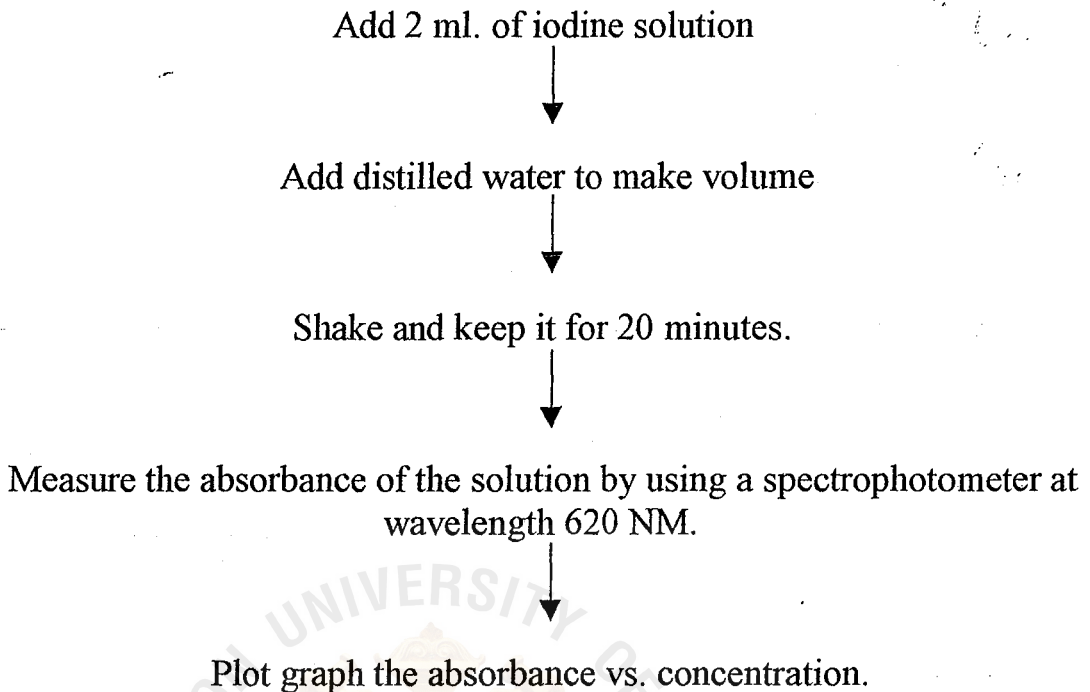 Add 2 ml. of iodine solution
Add distilled water to make volume
Shake and keep it for 20 minutes.
Measure the absorbance of the solution by using a spectrophotometer at
wavelength 620 NM.
UNIVERSITY OF
Plot graph the absorbance vs. concentration.